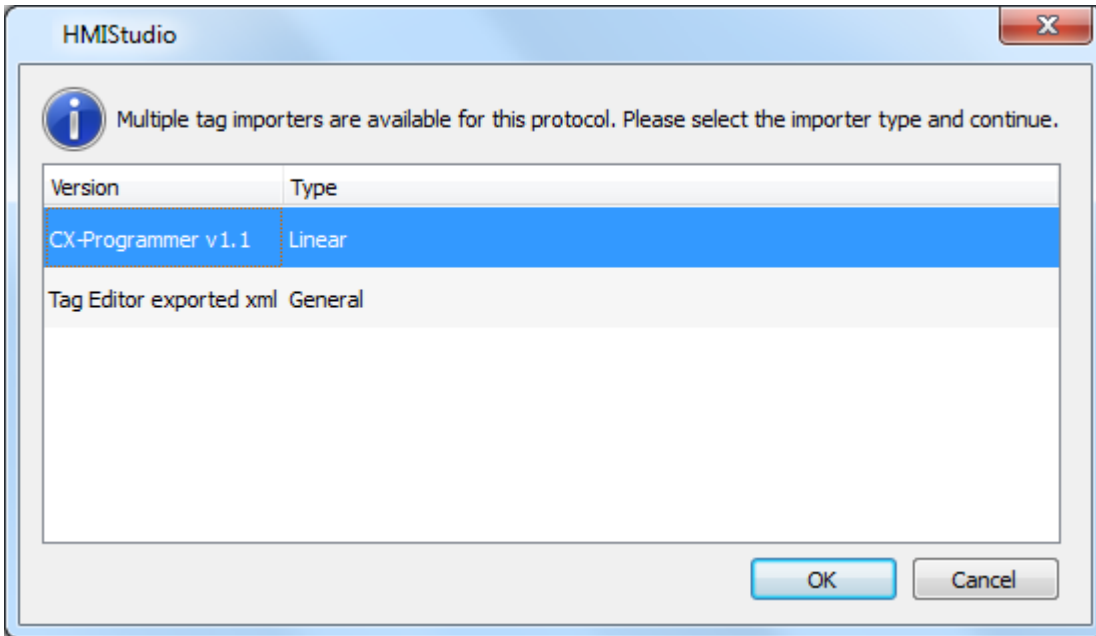 HMIStudio
Multiple tag importers are available for this protocol. Please select the importer type and continue.
Version Type
CX-Programmer v1.1 Linear
Tag Editor exported xml General
OK Cancel